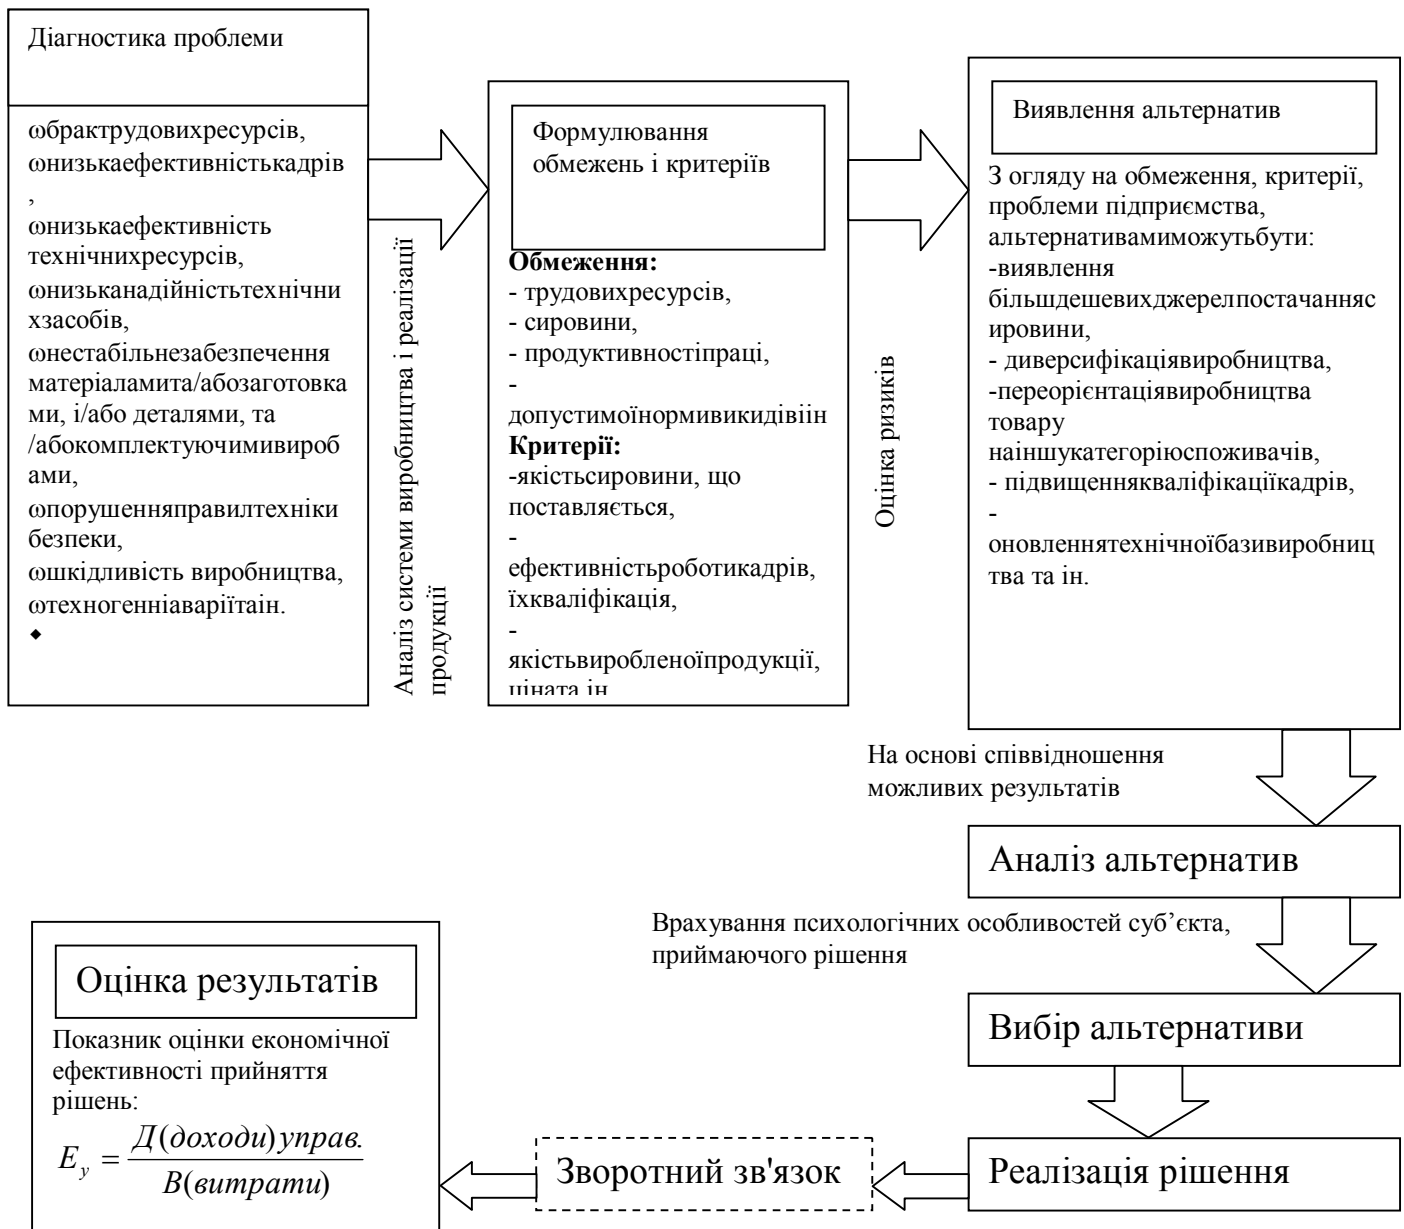 Діагностика проблеми
ωбрактрудовихресурсів,
ωнизькаефективністькадрів
,
ωнизькаефективність
технічнихресурсів,
ωнизьканадійністьтехнічни
хзасобів,
ωнестабільнезабезпечення
матеріаламита/абозаготовка
ми, і/або деталями, та
/абокомплектуючимивироб
ами,
ωпорушенняправилтехніки
безпеки,
ωшкідливість виробництва,
ωтехногенніаваріїтаін.
◆
Аналіз системи виробництва і реалізації
продукції
Формулювання
обмежень і критеріїв
Обмеження:
- трудовихресурсів,
- сировини,
- продуктивностіпраці,
-
допустимоїнормивикидівіін
Критерії:
-якістьсировини, що
поставляється,
-
ефективністьроботикадрів,
їхкваліфікація,
-
якістьвиробленоїпродукції,
ціната ін
Оцінка ризиків
Виявлення альтернатив
З огляду на обмеження, критерії,
проблеми підприємства,
альтернативамиможутьбути:
-виявлення
більшдешевихджерелпостачанняс
ировини,
- диверсифікаціявиробництва,
-переорієнтаціявиробництва
товару
наіншукатегоріюспоживачів,
- підвищеннякваліфікаціїкадрів,
-
оновленнятехнічноїбазивиробниц
тва та ін.
На основі співвідношення
можливих результатів
Аналіз альтернатив
Врахування психологічних особливостей суб’єкта,
приймаючого рішення
Вибір альтернативи
Реалізація рішення
Зворотний зв'язок
Оцінка результатів
Показник оцінки економічної
ефективності прийняття
рішень:
E_y = Д(доходи)управ. / В(витрати)